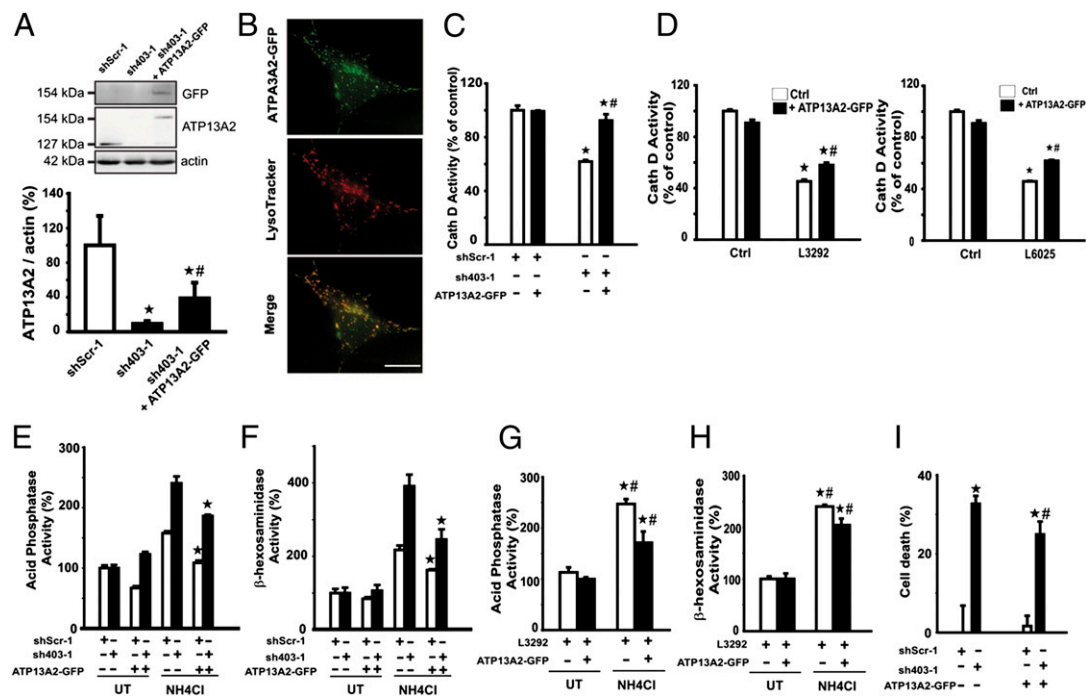 A
shScr-1
sh403-1
sh403-1
+ ATP13A2-GFP
154 kDa
GFP
154 kDa
ATP13A2
127 kDa
42 kDa
actin
ATP13A2 / actin (%)
120
80
40
0
shScr-1
sh403-1
sh403-1
+ ATP13A2-GFP
★
★#
B
ATPA3A2-GFP
LysoTracker
Merge
C
Cath D Activity (% of control)
120
100
80
60
40
20
0
★
★#
shScr-1 + + – –
sh403-1 – – + +
ATP13A2-GFP – + – +
D
Cath D Activity
(% of control)
120
80
40
0
Ctrl
+ ATP13A2-GFP
★
★#
Ctrl L3292
Cath D Activity
(% of control)
120
80
40
0
Ctrl
+ ATP13A2-GFP
★
★#
Ctrl L6025
E
Acid Phosphatase
Activity (%)
300
200
100
0
★
★
shScr-1 + – + – + – + –
sh403-1 – + – + – + – +
ATP13A2-GFP – – + + – – + +
UT NH4Cl
F
β-hexosaminidase
Activity (%)
400
200
0
★
★
shScr-1 + – + – + – + –
sh403-1 – + – + – + – +
ATP13A2-GFP – – + + – – + +
UT NH4Cl
G
Acid Phosphatase
Activity (%)
300
200
100
0
★#
★#
L3292 + + + +
ATP13A2-GFP – + – +
UT NH4Cl
H
β-hexosaminidase
Activity (%)
300
200
100
0
★#
★#
L3292 + + + +
ATP13A2-GFP – + – +
UT NH4Cl
I
Cell death (%)
40
20
0
★
★#
shScr-1 + – + –
sh403-1 – + – +
ATP13A2-GFP – – + +